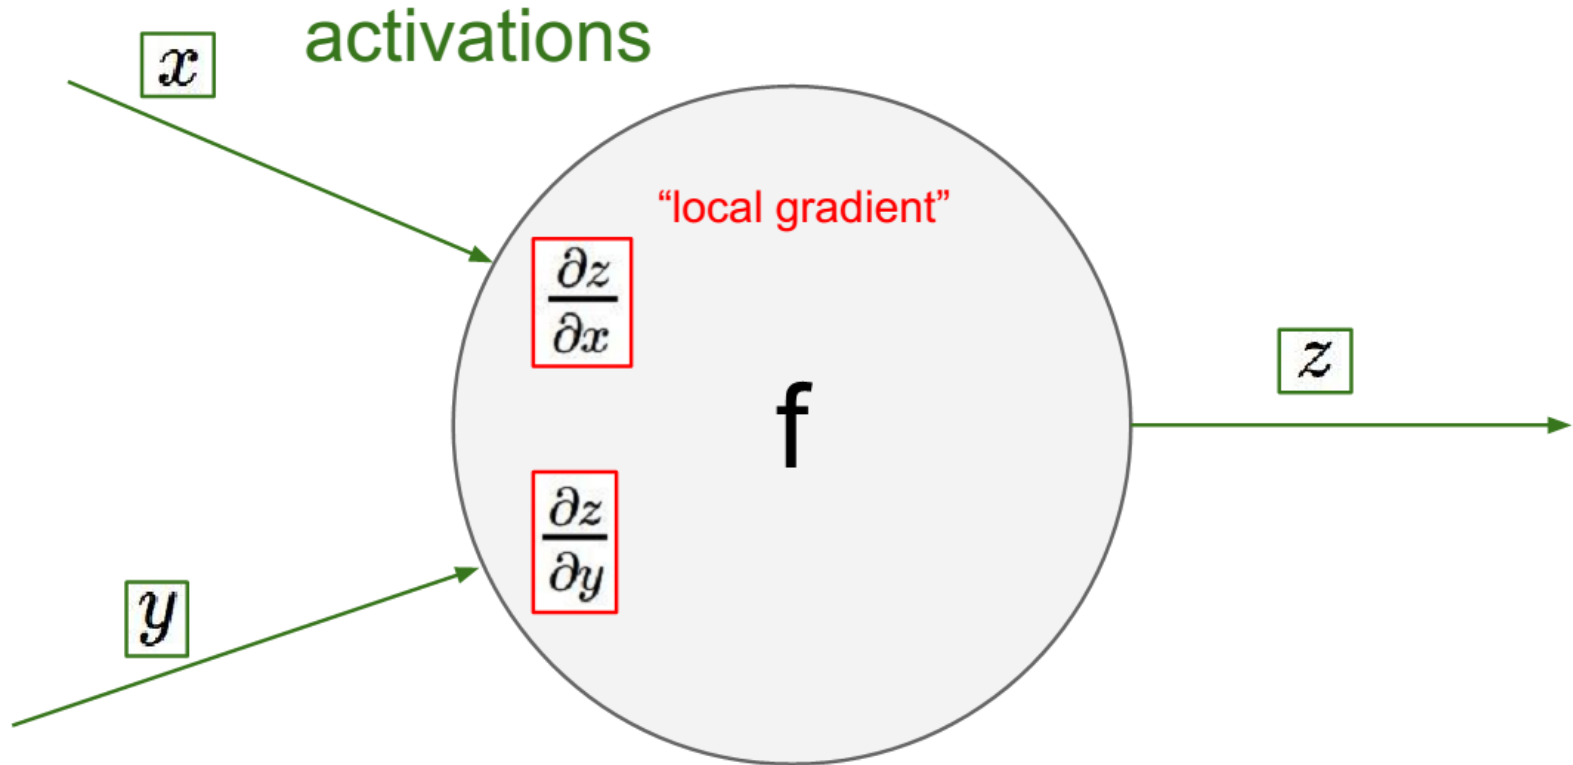 activations
x
“local gradient”
∂z
∂x
f
z
∂z
∂y
y